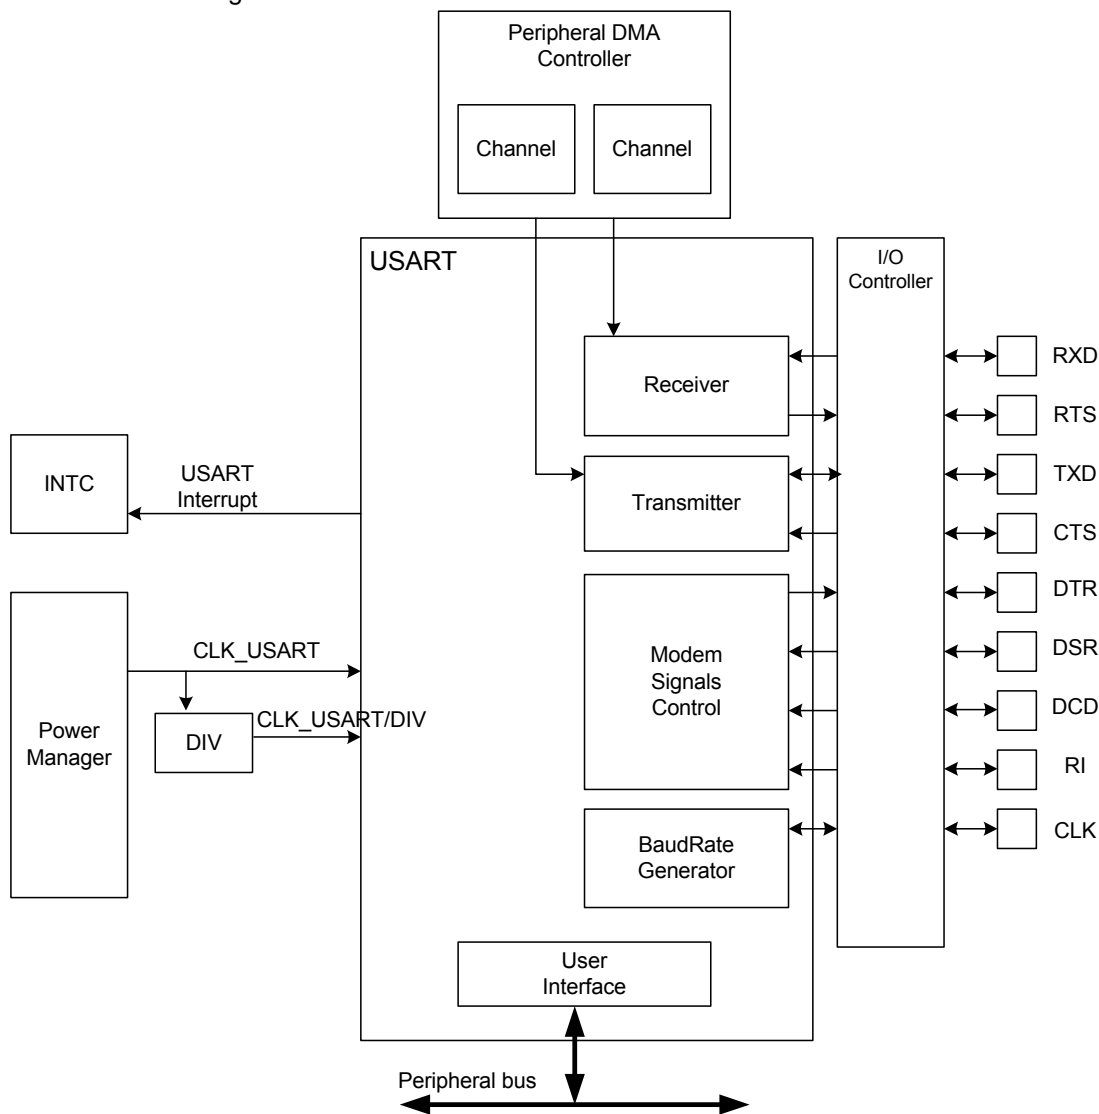 Peripheral DMA
Controller
Channel
Channel
USART
I/O
Controller
Receiver
RXD
RTS
INTC
USART
Interrupt
Transmitter
TXD
CTS
DTR
CLK_USART
Modem
Signals
Control
DSR
Power
Manager
DIV
CLK_USART/DIV
DCD
RI
BaudRate
Generator
CLK
User
Interface
Peripheral bus